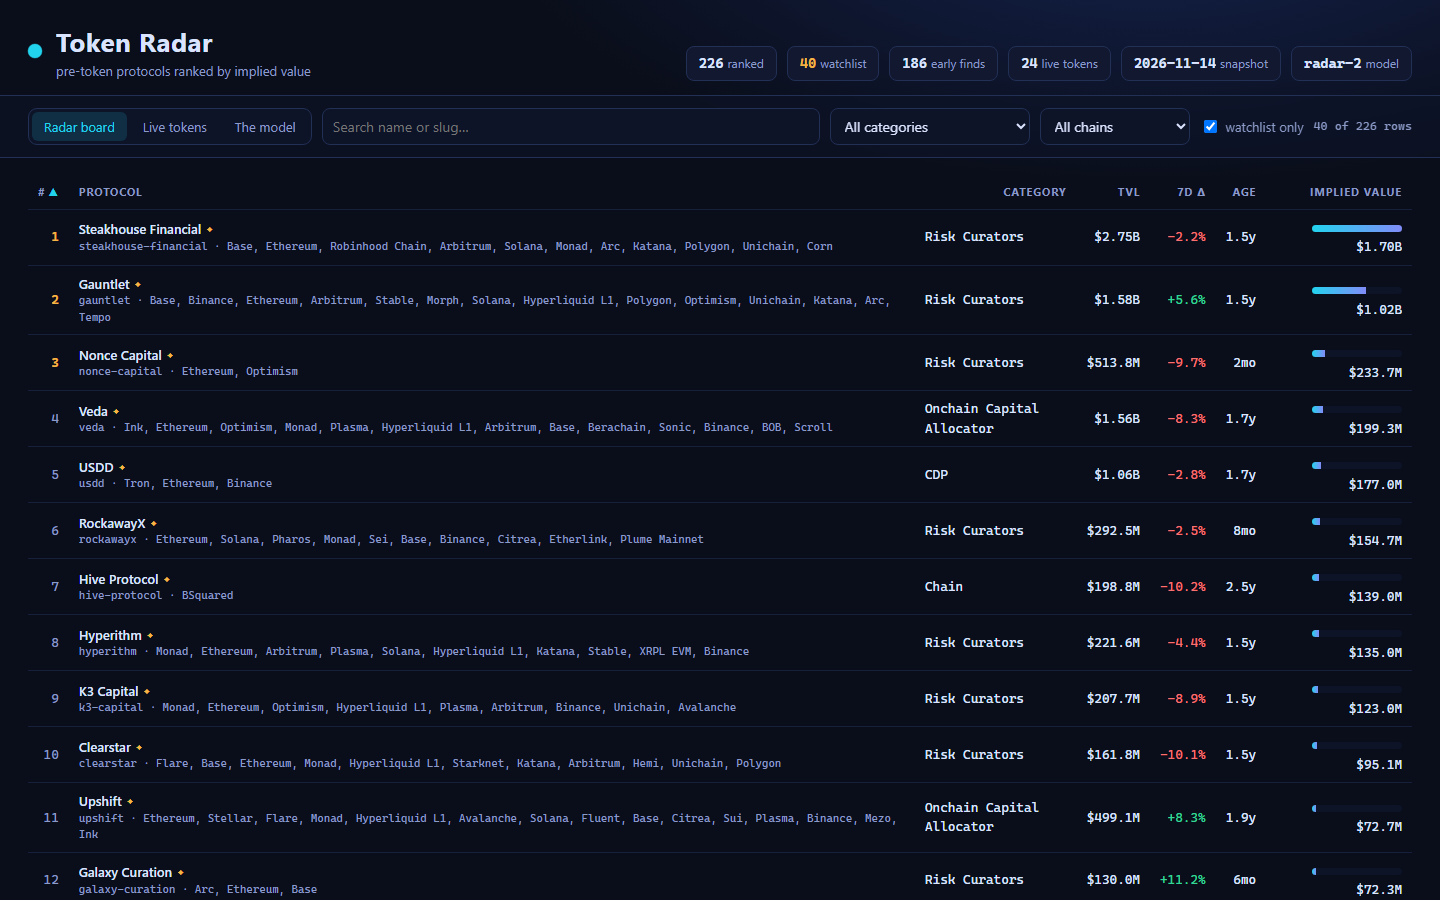 Token Radar
pre-token protocols ranked by implied value
226 ranked
40 watchlist
186 early finds
24 live tokens
2026-11-14 snapshot
radar-2 model
Radar board
Live tokens
The model
Search name or slug...
All categories
All chains
watchlist only
40 of 226 rows
# ▲ PROTOCOL CATEGORY TVL 7D Δ AGE IMPLIED VALUE
1 Steakhouse Financial ✦ Risk Curators $2.75B −2.2% 1.5y $1.70B
steakhouse-financial · Base, Ethereum, Robinhood Chain, Arbitrum, Solana, Monad, Arc, Katana, Polygon, Unichain, Corn
2 Gauntlet ✦ Risk Curators $1.58B +5.6% 1.5y $1.02B
gauntlet · Base, Binance, Ethereum, Arbitrum, Stable, Morph, Solana, Hyperliquid L1, Polygon, Optimism, Unichain, Katana, Arc,
Tempo
3 Nonce Capital ✦ Risk Curators $513.8M −9.7% 2mo $233.7M
nonce-capital · Ethereum, Optimism
4 Veda ✦ Onchain Capital Allocator $1.56B −8.3% 1.7y $199.3M
veda · Ink, Ethereum, Optimism, Monad, Plasma, Hyperliquid L1, Arbitrum, Base, Berachain, Sonic, Binance, BOB, Scroll
5 USDD ✦ CDP $1.06B −2.8% 1.7y $177.0M
usdd · Tron, Ethereum, Binance
6 RockawayX ✦ Risk Curators $292.5M −2.5% 8mo $154.7M
rockawayx · Ethereum, Solana, Pharos, Monad, Sei, Base, Binance, Citrea, Etherlink, Plume Mainnet
7 Hive Protocol ✦ Chain $198.8M −10.2% 2.5y $139.0M
hive-protocol · BSquared
8 Hyperithm ✦ Risk Curators $221.6M −4.4% 1.5y $135.0M
hyperithm · Monad, Ethereum, Arbitrum, Plasma, Solana, Hyperliquid L1, Katana, Stable, XRPL EVM, Binance
9 K3 Capital ✦ Risk Curators $207.7M −8.9% 1.5y $123.0M
k3-capital · Monad, Ethereum, Optimism, Hyperliquid L1, Plasma, Arbitrum, Binance, Unichain, Avalanche
10 Clearstar ✦ Risk Curators $161.8M −10.1% 1.5y $95.1M
clearstar · Flare, Base, Ethereum, Monad, Hyperliquid L1, Starknet, Katana, Arbitrum, Hemi, Unichain, Polygon
11 Upshift ✦ Onchain Capital Allocator $499.1M +8.3% 1.9y $72.7M
upshift · Ethereum, Stellar, Flare, Monad, Hyperliquid L1, Avalanche, Solana, Fluent, Base, Citrea, Sui, Plasma, Binance, Mezo,
Ink
12 Galaxy Curation ✦ Risk Curators $130.0M +11.2% 6mo $72.3M
galaxy-curation · Arc, Ethereum, Base